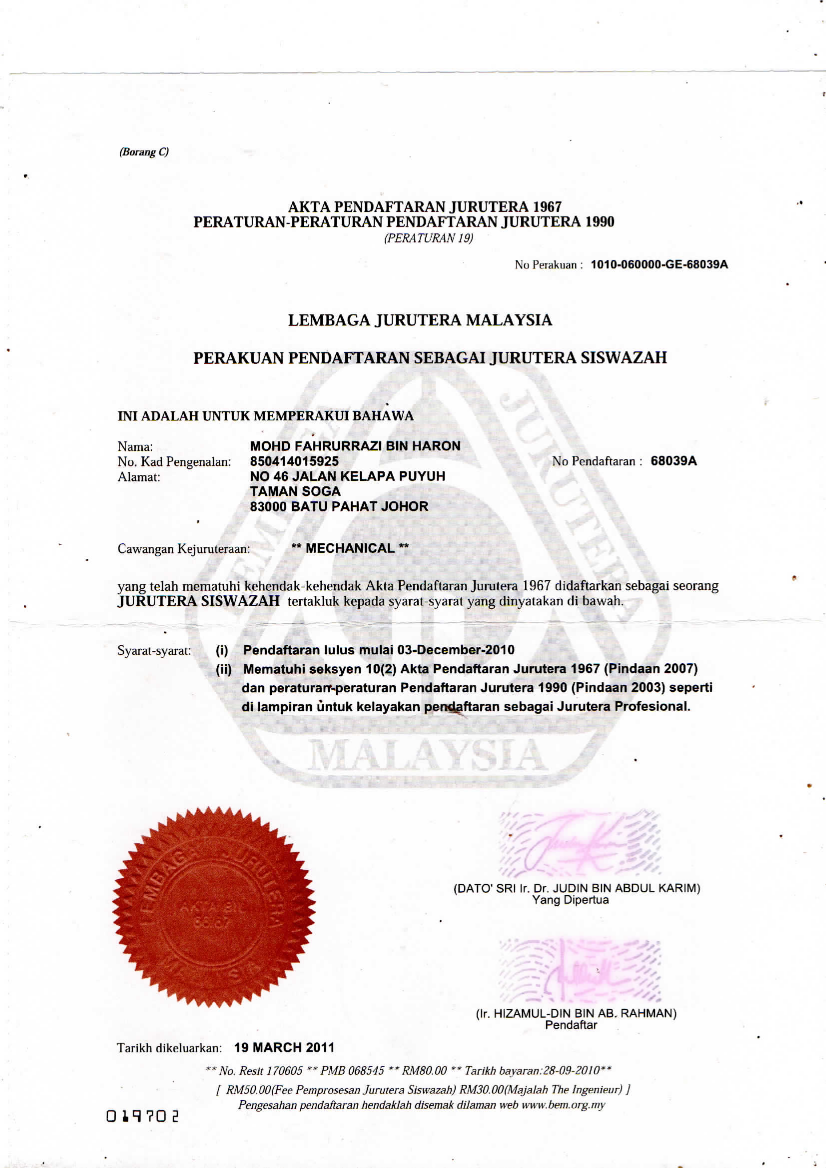 (Borang C)
AKTA PENDAFTARAN JURUTERA 1967
PERATURAN-PERATURAN PENDAFTARAN JURUTERA 1990
(PERATURAN 19)
No Perakuan : 1010-060000-GE-68039A
LEMBAGA JURUTERA MALAYSIA
PERAKUAN PENDAFTARAN SEBAGAI JURUTERA SISWAZAH
INI ADALAH UNTUK MEMPERAKUI BAHAWA
Nama: MOHD FAHRURRAZI BIN HARON
No. Kad Pengenalan: 850414015925 No Pendaftaran : 68039A
Alamat: NO 46 JALAN KELAPA PUYUH
TAMAN SOGA
83000 BATU PAHAT JOHOR
Cawangan Kejuruteraan: ** MECHANICAL **
yang telah mematuhi kehendak-kehendak Akta Pendaftaran Jurutera 1967 didaftarkan sebagai seorang
JURUTERA SISWAZAH tertakluk kepada syarat-syarat yang dinyatakan di bawah.
Syarat-syarat: (i) Pendaftaran lulus mulai 03-December-2010
(ii) Mematuhi seksyen 10(2) Akta Pendaftaran Jurutera 1967 (Pindaan 2007)
dan peraturan-peraturan Pendaftaran Jurutera 1990 (Pindaan 2003) seperti
di lampiran untuk kelayakan pendaftaran sebagai Jurutera Profesional.
LEMBAGA JURUTERA
MALAYSIA
LEMBAGA JURUTERA
AKTA BIL
(DATO' SRI Ir. Dr. JUDIN BIN ABDUL KARIM)
Yang Dipertua
(Ir. HIZAMUL-DIN BIN AB. RAHMAN)
Pendaftar
Tarikh dikeluarkan: 19 MARCH 2011
** No. Resit 170605 ** PMB 068545 ** RM80.00 ** Tarikh bayaran:28-09-2010**
[ RM50.00(Fee Pemprosesan Jurutera Siswazah) RM30.00(Majalah The Ingenieur) ]
Pengesahan pendaftaran hendaklah disemak dilaman web www.bem.org.my
019702